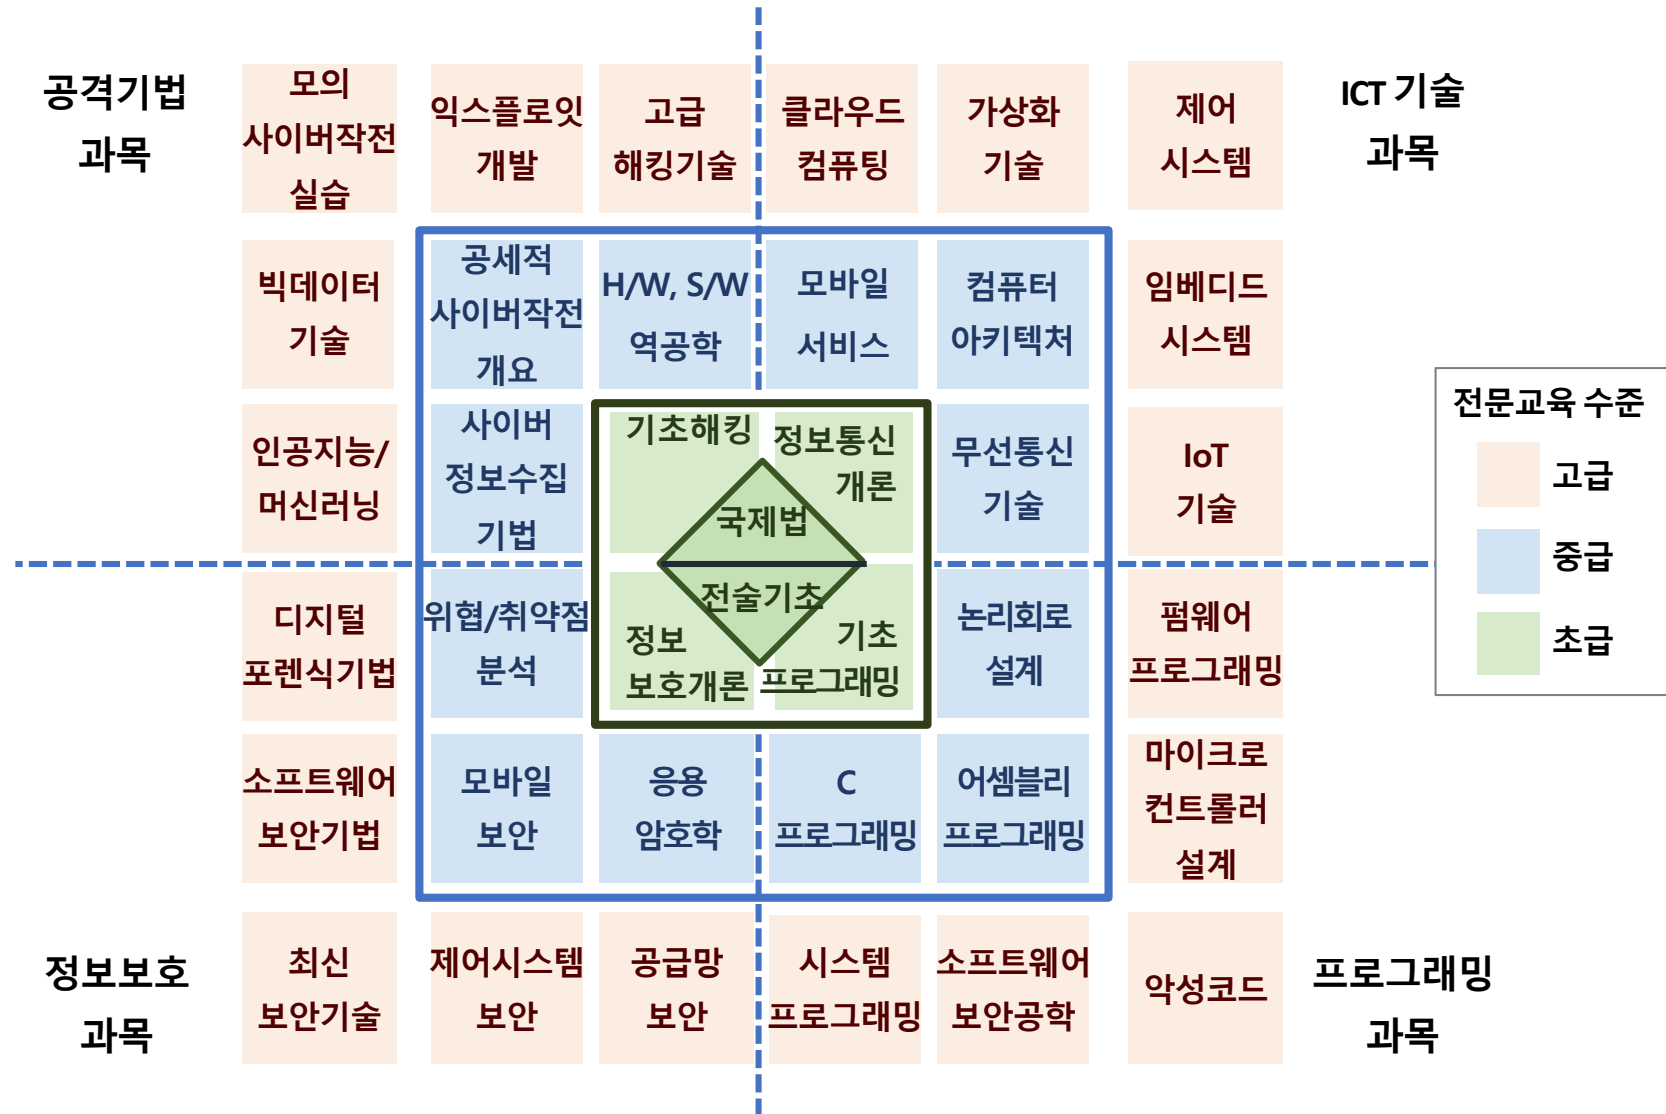 공격기법
과목
모의
사이버작전
실습
익스플로잇
개발
고급
해킹기술
클라우드
컴퓨팅
가상화
기술
제어
시스템
ICT 기술
과목
빅데이터
기술
공세적
사이버작전
개요
H/W, S/W
역공학
모바일
서비스
컴퓨터
아키텍처
임베디드
시스템
인공지능/
머신러닝
사이버
정보수집
기법
기초해킹
정보통신
개론
국제법
무선통신
기술
IoT
기술
전문교육 수준
고급
중급
초급
디지털
포렌식기법
위협/취약점
분석
전술기초
정보
보호개론
기초
프로그래밍
논리회로
설계
펌웨어
프로그래밍
소프트웨어
보안기법
모바일
보안
응용
암호학
C
프로그래밍
어셈블리
프로그래밍
마이크로
컨트롤러
설계
정보보호
과목
최신
보안기술
제어시스템
보안
공급망
보안
시스템
프로그래밍
소프트웨어
보안공학
악성코드
프로그래밍
과목